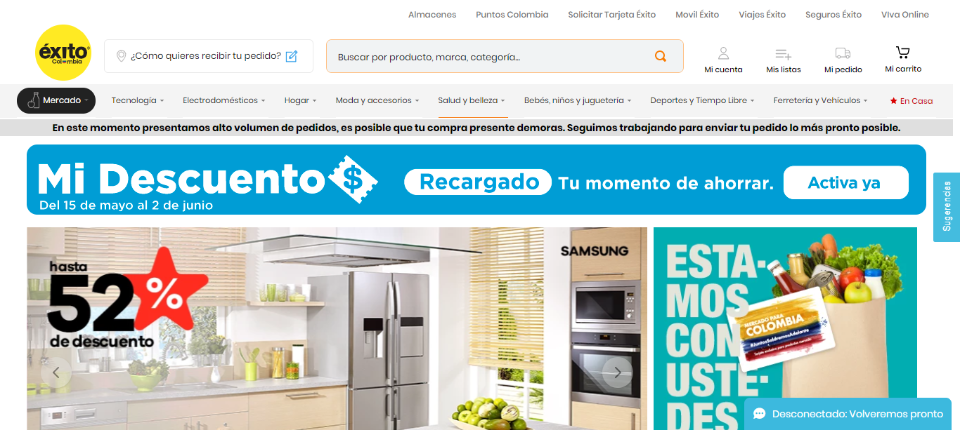 Almacenes Puntos Colombia Solicitar Tarjeta Éxito Movil Éxito Viajes Éxito Seguros Éxito VIva Online
éxito
Colombia
¿Cómo quieres recibir tu pedido?
Buscar por producto, marca, categoría...
Mi cuenta Mis listas Mi pedido Mi carrito
Mercado Tecnología Electrodomésticos Hogar Moda y accesorios Salud y belleza Bebés, niños y juguetería Deportes y Tiempo Libre Ferretería y Vehículos En Casa
En este momento presentamos alto volumen de pedidos, es posible que tu compra presente demoras. Seguimos trabajando para enviar tu pedido lo más pronto posible.
Mi Descuento $ Recargado Tu momento de ahorrar. Activa ya
Del 15 de mayo al 2 de junio
Sugerencias
hasta
52%
de descuento
SAMSUNG
ESTA-
MOS
CON
USTE-
DES
MERCADO PARA
COLOMBIA
Desconectado: Volveremos pronto